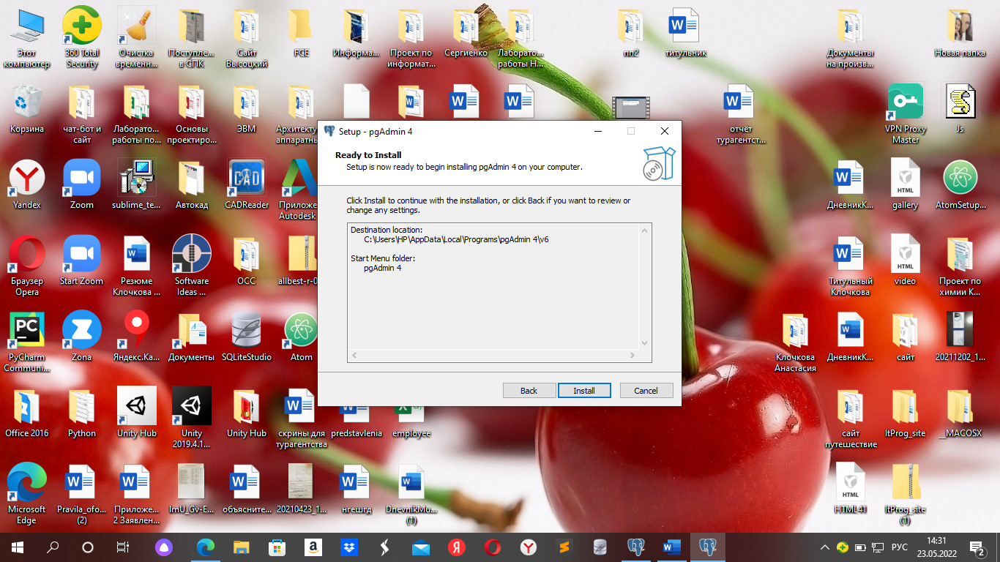 Этот
компьютер
360 Total
Security
Очистка
временн...
Поступле...
в СПК
Сайт
Высоцкий
FCE
Информа...
Проект по
информат...
Сергиенко
Лаборато...
работы Н...
пп2
титульник
Документы
на произв...
Новая папка
Корзина
чат-бот и
сайт
Лаборато...
работы по...
Основы
проектиро...
ЭВМ
Архитекту
аппаратны
отчёт
турагентст...
VPN Proxy
Master
Js
Setup - pgAdmin 4
Ready to Install
Setup is now ready to begin installing pgAdmin 4 on your computer.
Click Install to continue with the installation, or click Back if you want to review or
change any settings.
Destination location:
C:\Users\HP\AppData\Local\Programs\pgAdmin 4\v6
Start Menu folder:
pgAdmin 4
Back
Install
Cancel
Yandex
Zoom
sublime_te...
Автокад
CAD
CADReader
Приложе
Autodesk
ДневникК...
HTML
gallery
AtomSetup...
Браузер
Opera
Start Zoom
Резюме
Клочкова ...
Software
Ideas ...
ОСС
allbest-r-0
Титульный
Клочкова
HTML
video
Проект по
химии К...
PC
PyCharm
Communi...
Zona
Яндекс.Ка...
Документы
SQLiteStudio
Atom
Клочкова
Анастасия
ДневникК...
сайт
20211202_1...
Office 2016
Python
Unity Hub
Unity
2019.4.1...
Unity Hub
скрины для
турагентства
predstavlenia
employee
сайт
путешествие
ItProg_site
__MACOSX
Microsoft
Edge
Pravila_ofo...
(2)
Приложе...
2 Заявлен...
ImU_Gv-E...
объясните...
20210423_1...
нгешгд
DnevnikMu...
(1)
HTML
HTML41
ItProg_site
(1)
РУС
14:31
23.05.2022
2